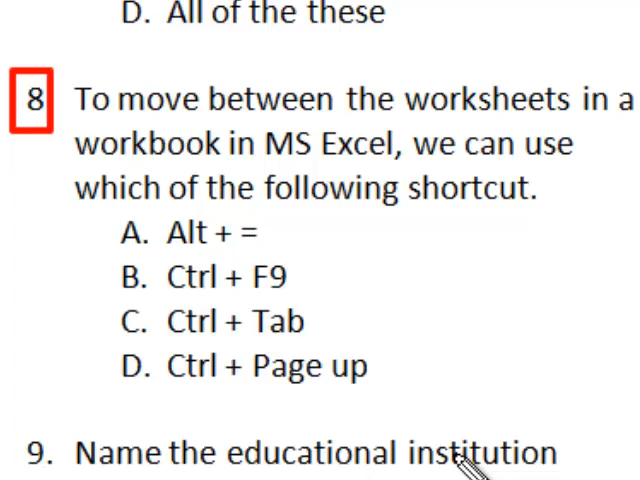 D. All of the these
8 To move between the worksheets in a
workbook in MS Excel, we can use
which of the following shortcut.
A. Alt + =
B. Ctrl + F9
C. Ctrl + Tab
D. Ctrl + Page up
9. Name the educational institution